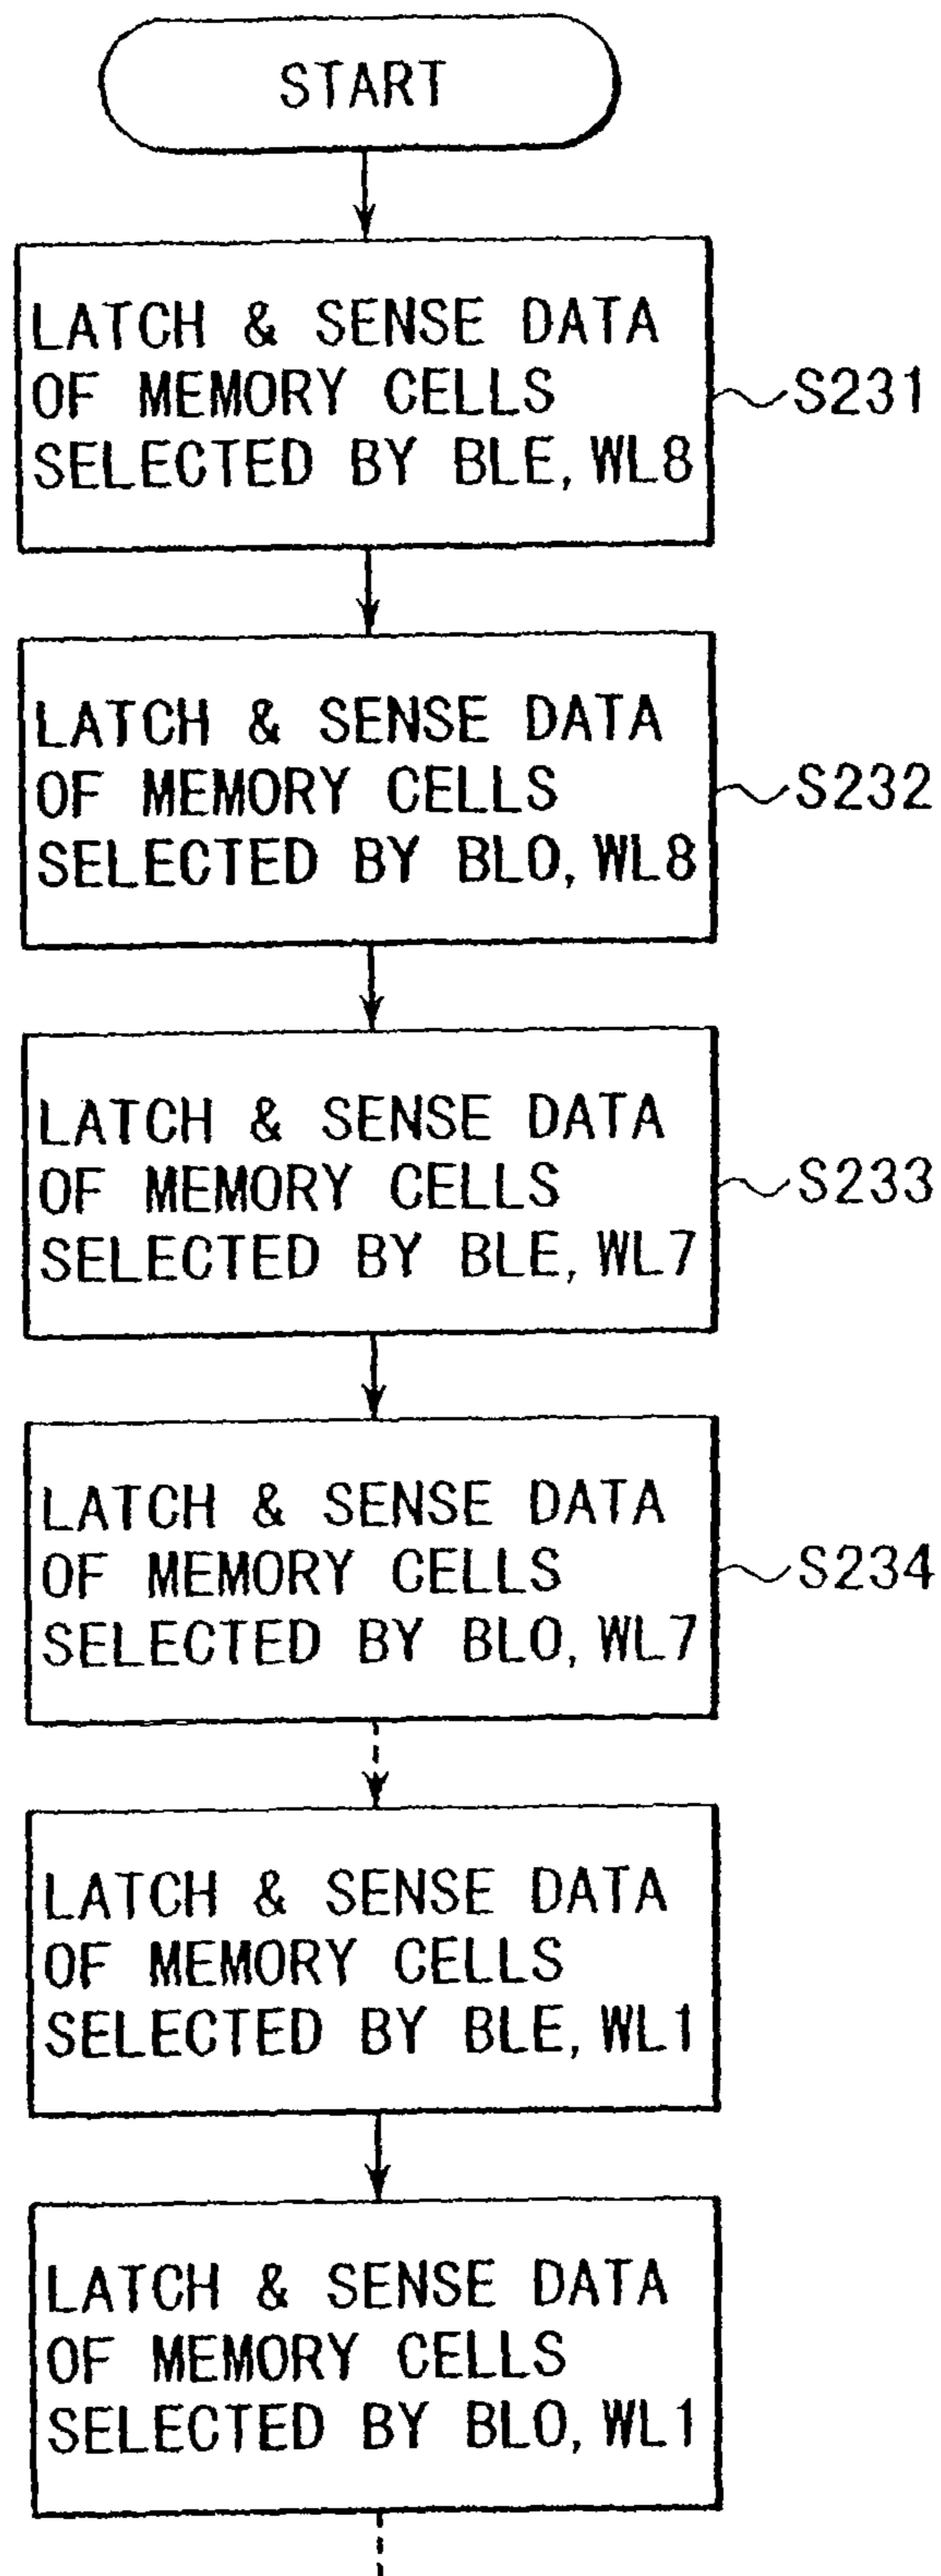 START
LATCH & SENSE DATA
OF MEMORY CELLS
SELECTED BY BLE, WL8
S231
LATCH & SENSE DATA
OF MEMORY CELLS
SELECTED BY BLO, WL8
S232
LATCH & SENSE DATA
OF MEMORY CELLS
SELECTED BY BLE, WL7
S233
LATCH & SENSE DATA
OF MEMORY CELLS
SELECTED BY BLO, WL7
S234
LATCH & SENSE DATA
OF MEMORY CELLS
SELECTED BY BLE, WL1
LATCH & SENSE DATA
OF MEMORY CELLS
SELECTED BY BLO, WL1